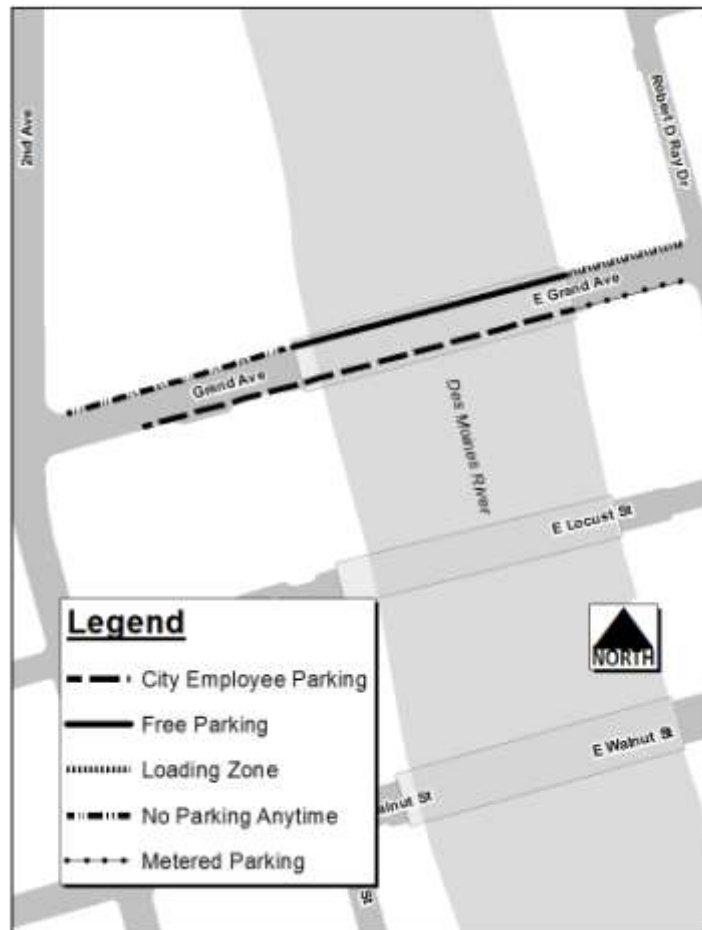 2nd Ave
Robert D Ray Dr
E Grand Ave
Grand Ave
Des Moines River
E Locust St
NORTH
E Walnut St
alnut St
St
Legend
City Employee Parking
Free Parking
Loading Zone
No Parking Anytime
Metered Parking